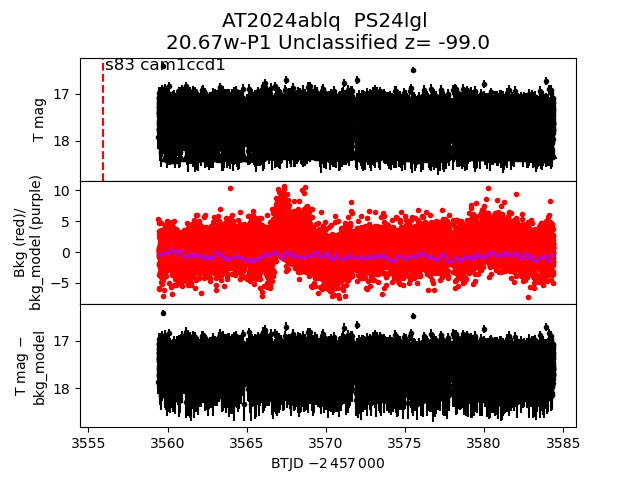 AT2024ablq  PS24lgl
20.67w-P1 Unclassified z= -99.0
s83 cam1ccd1
17
18
T mag
10
5
0
−5
Bkg (red)/
bkg_model (purple)
17
18
T mag −
bkg_model
3555 3560 3565 3570 3575 3580 3585
BTJD −2 457 000